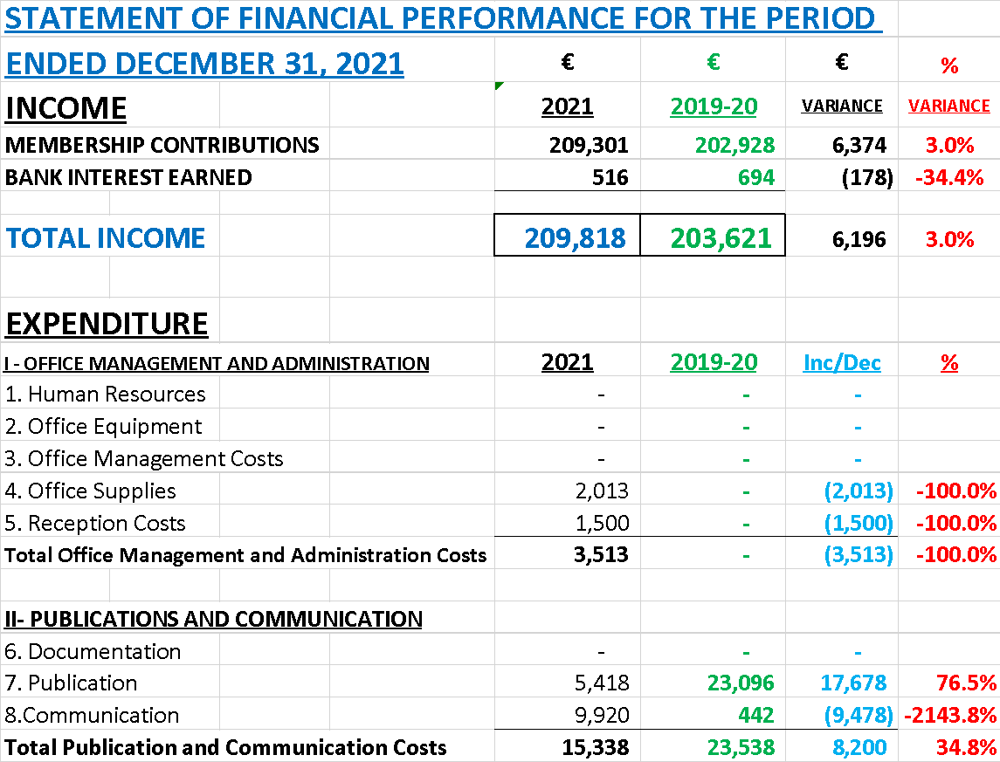 STATEMENT OF FINANCIAL PERFORMANCE FOR THE PERIOD
ENDED DECEMBER 31, 2021 € € € %
INCOME 2021 2019-20 VARIANCE VARIANCE
MEMBERSHIP CONTRIBUTIONS 209,301 202,928 6,374 3.0%
BANK INTEREST EARNED 516 694 (178) -34.4%
TOTAL INCOME 209,818 203,621 6,196 3.0%
EXPENDITURE
I - OFFICE MANAGEMENT AND ADMINISTRATION 2021 2019-20 Inc/Dec %
1. Human Resources - - -
2. Office Equipment - - -
3. Office Management Costs - - -
4. Office Supplies 2,013 - (2,013) -100.0%
5. Reception Costs 1,500 - (1,500) -100.0%
Total Office Management and Administration Costs 3,513 - (3,513) -100.0%
II- PUBLICATIONS AND COMMUNICATION
6. Documentation - - -
7. Publication 5,418 23,096 17,678 76.5%
8.Communication 9,920 442 (9,478) -2143.8%
Total Publication and Communication Costs 15,338 23,538 8,200 34.8%